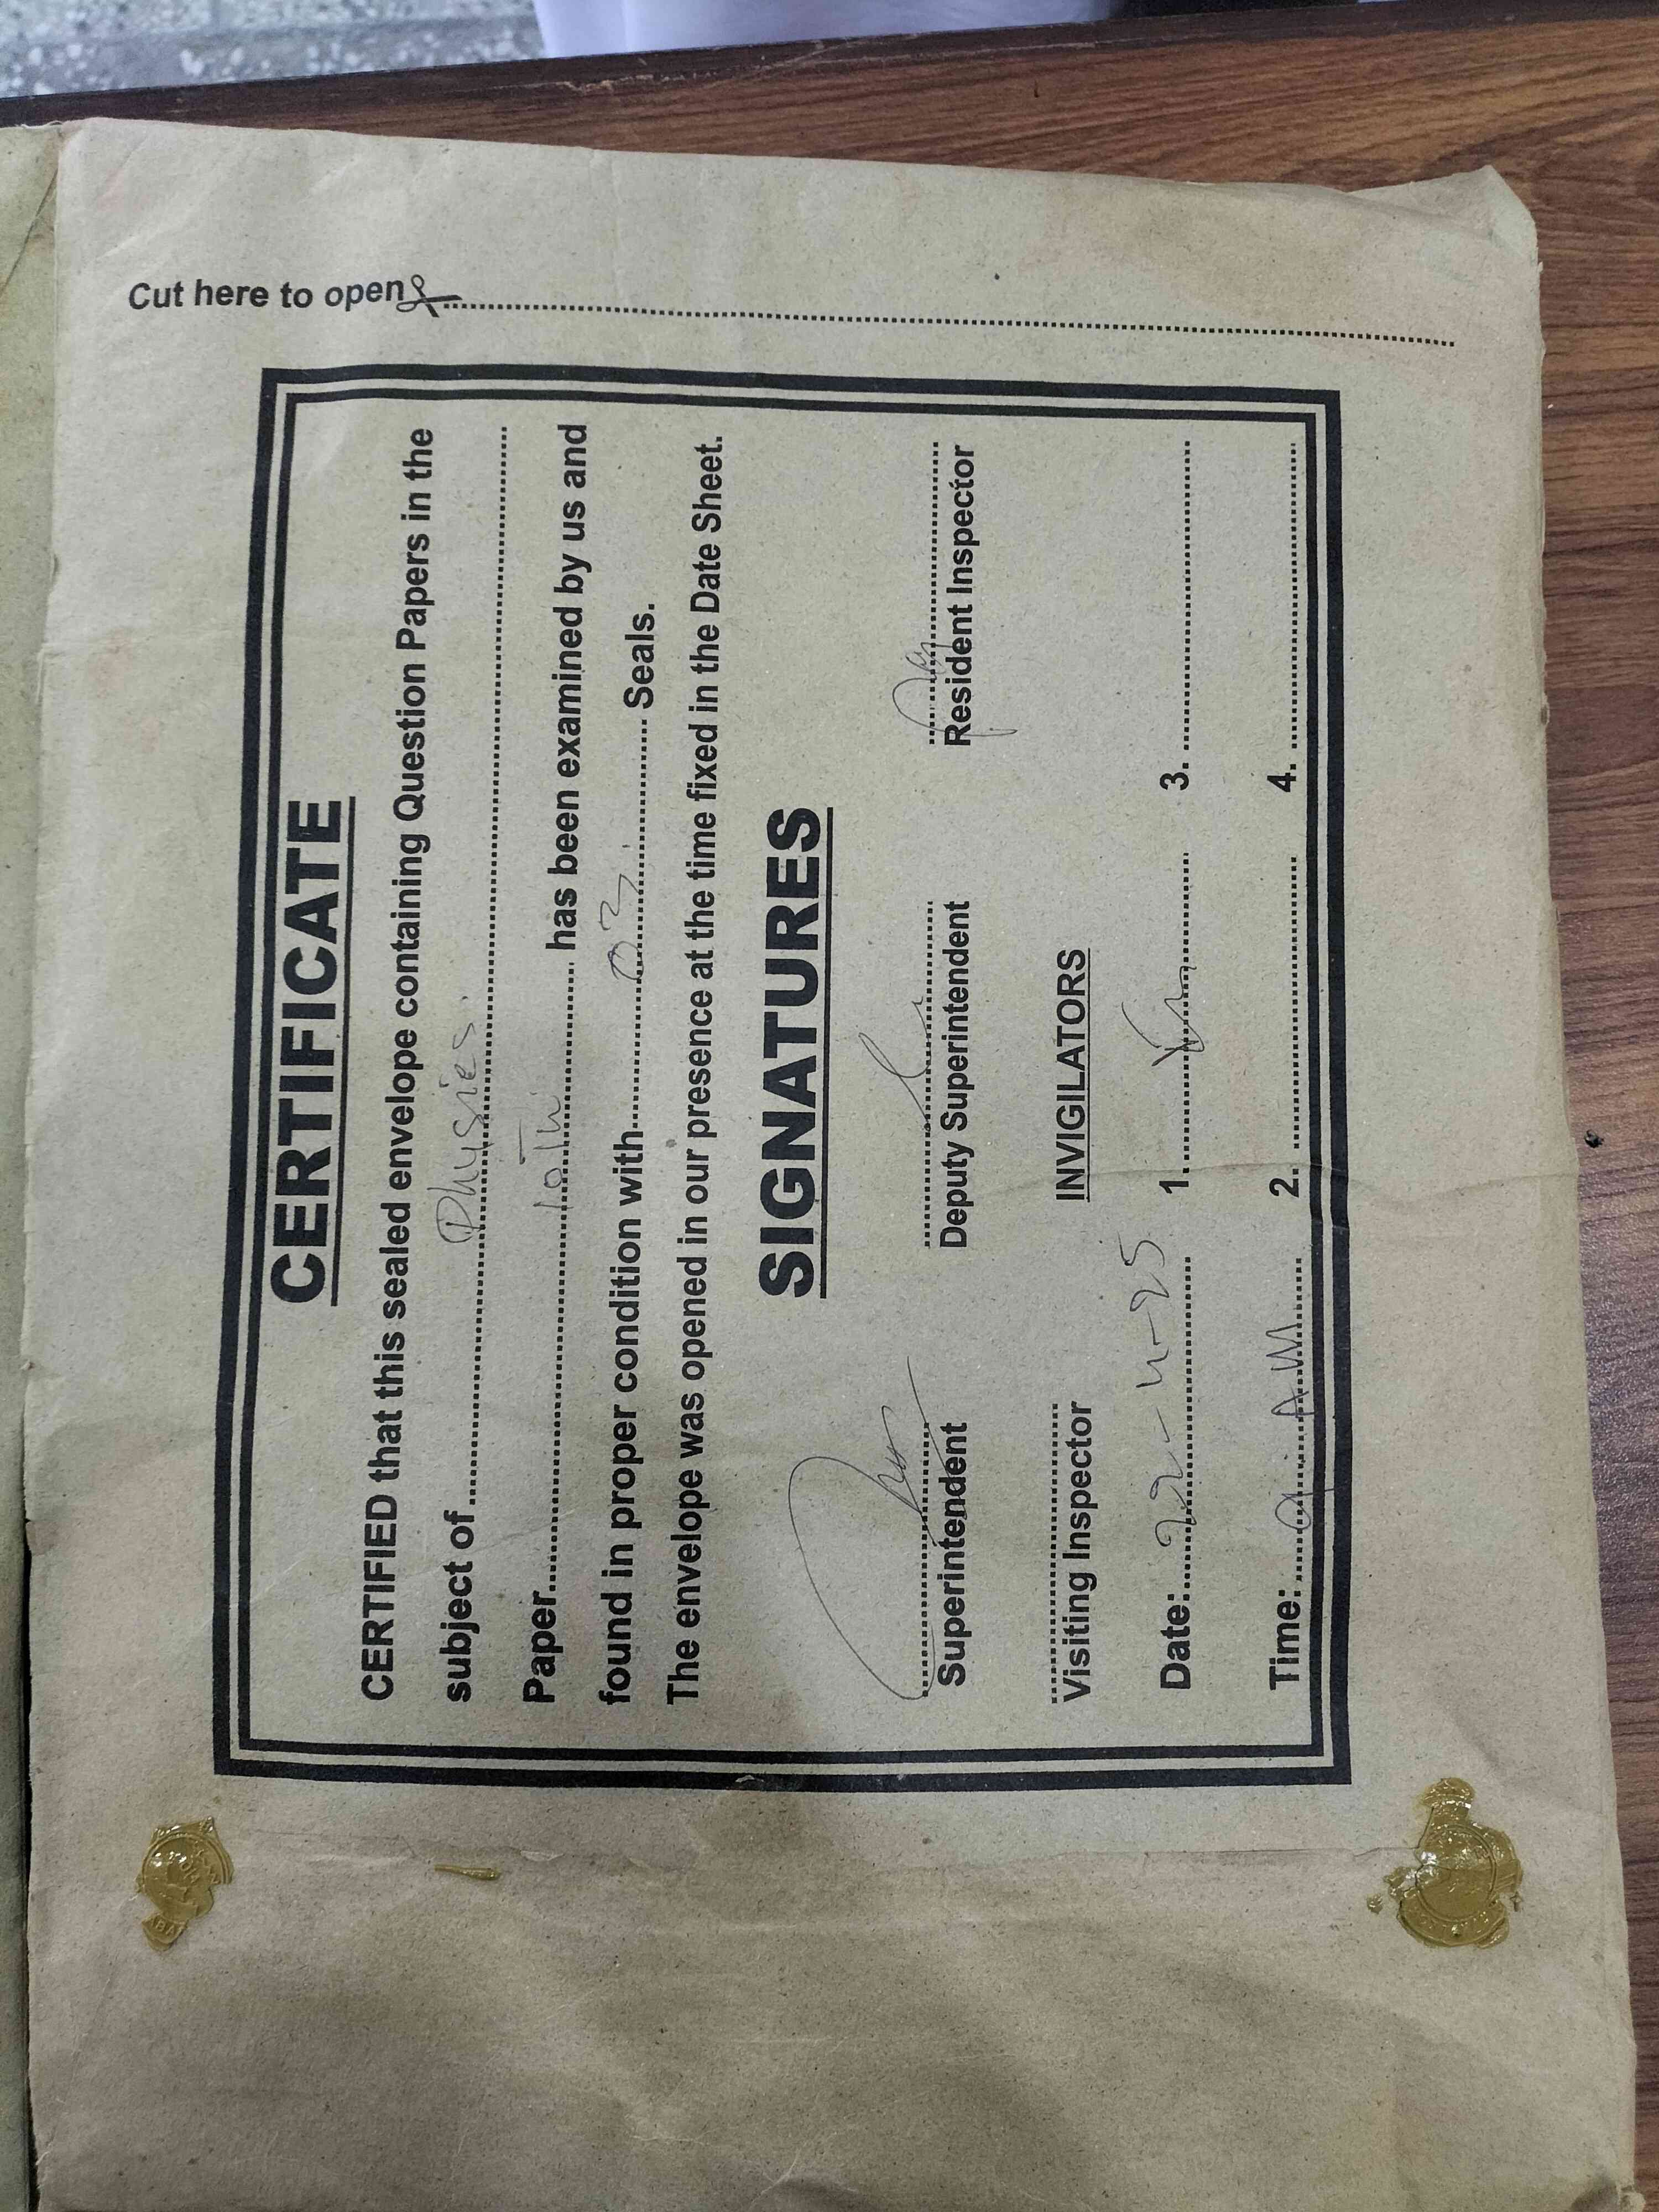 Cut here to open
CERTIFICATE
CERTIFIED that this sealed envelope containing Question Papers in the
subject of Physics.
Paper 10Th has been examined by us and
found in proper condition with 03 Seals.
The envelope was opened in our presence at the time fixed in the Date Sheet.
SIGNATURES
Superintendent Deputy Superintendent Resident Inspector
Visiting Inspector INVIGILATORS
Date: 22-4-25 1. 3.
Time: 9: AM 2. 4.